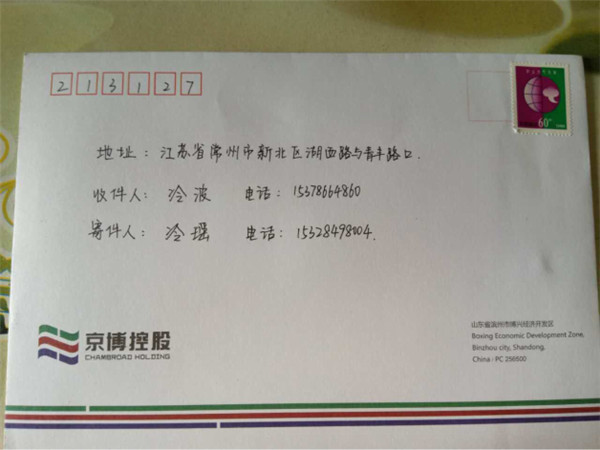 213127
60分
地址：江苏省常州市新北区湖西路与青丰路口.
收件人：冷波 电话：15378664860
寄件人：冷瑶 电话：15328498004.
京博控股
CHAMBROAD HOLDING
山东省滨州市博兴经济开发区
Boxing Economic Development Zone,
Binzhou city, Shandong,
China : PC 256500